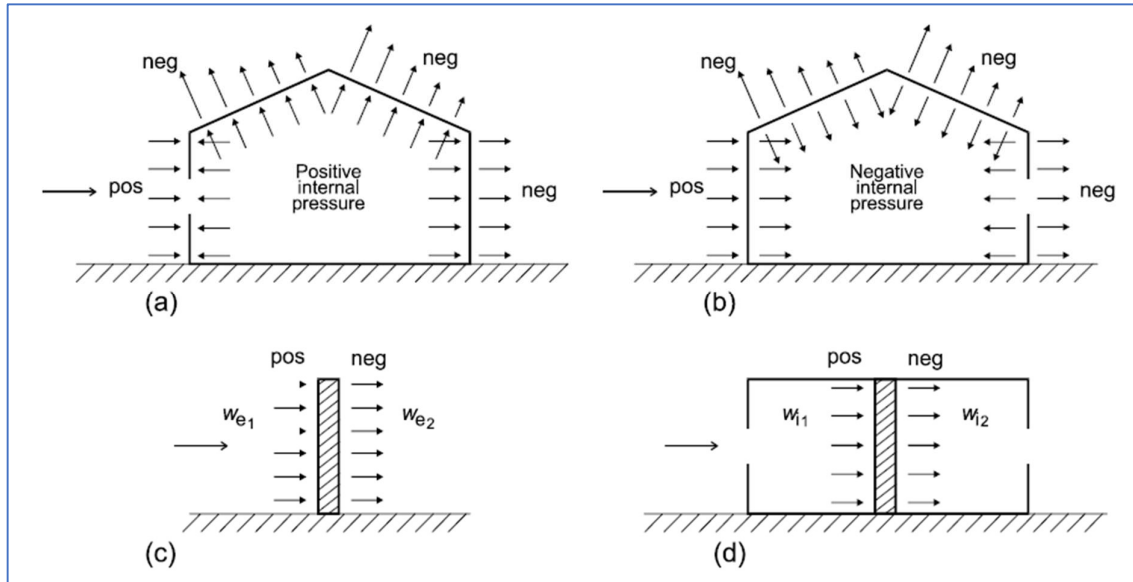 neg
neg
pos
Positive
internal
pressure
neg
(a)
neg
neg
pos
Negative
internal
pressure
neg
(b)
pos
neg
we1
we2
(c)
pos
neg
wi1
wi2
(d)